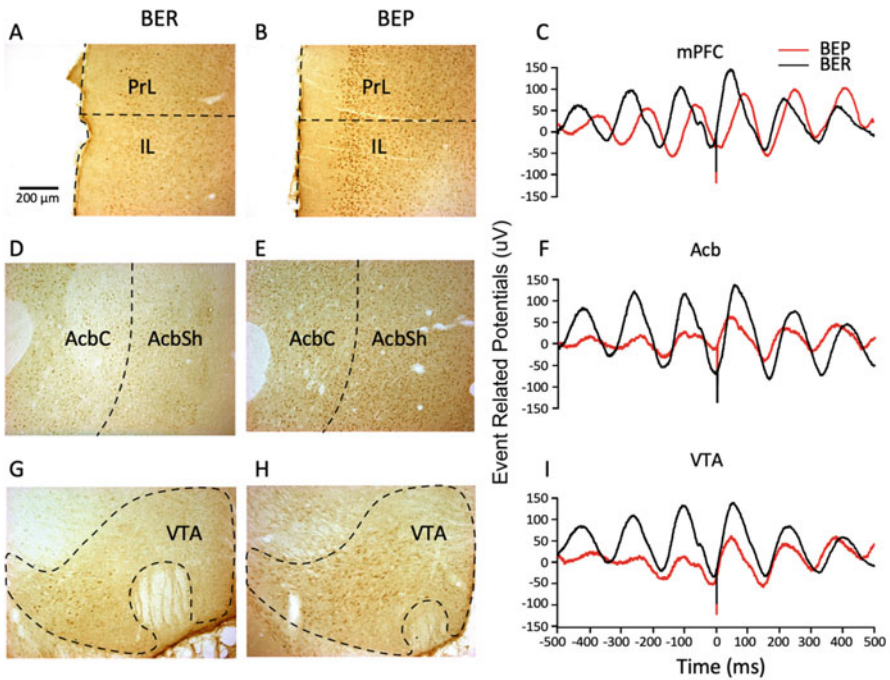 BER
BEP
A
PrL
IL
200 µm
B
PrL
IL
C
mPFC
BEP
BER
150
100
50
0
-50
-100
-150
D
AcbC
AcbSh
E
AcbC
AcbSh
Event Related Potentials (uV)
F
Acb
150
100
50
0
-50
-100
-150
G
VTA
H
VTA
I
VTA
150
100
50
0
-50
-100
-150
-500 -400 -300 -200 -100 0 100 200 300 400 500
Time (ms)